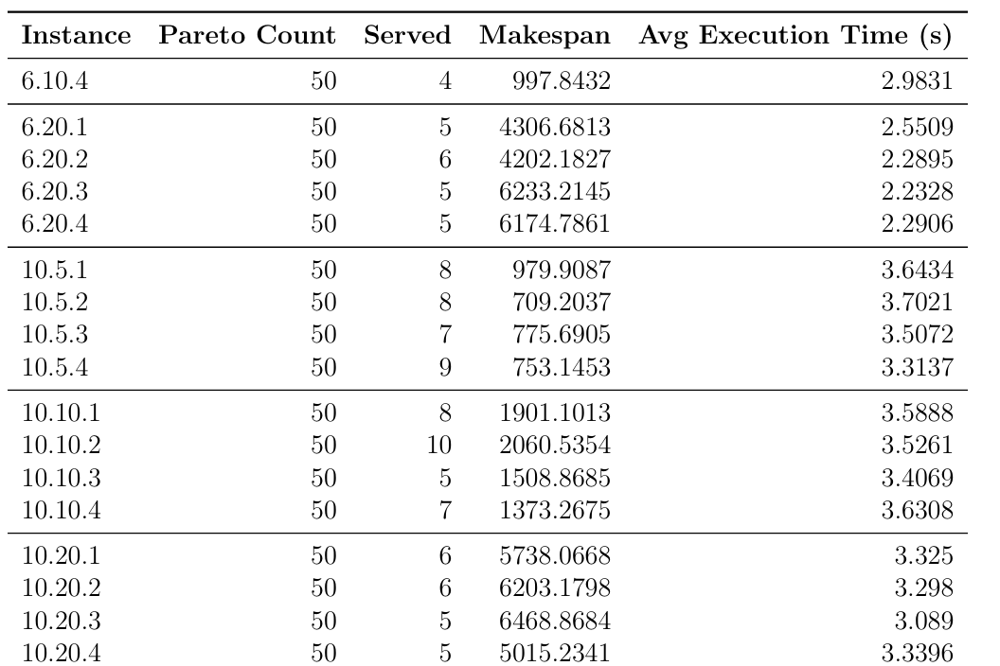 Instance Pareto Count Served Makespan Avg Execution Time (s)
6.10.4 50 4 997.8432 2.9831
6.20.1 50 5 4306.6813 2.5509
6.20.2 50 6 4202.1827 2.2895
6.20.3 50 5 6233.2145 2.2328
6.20.4 50 5 6174.7861 2.2906
10.5.1 50 8 979.9087 3.6434
10.5.2 50 8 709.2037 3.7021
10.5.3 50 7 775.6905 3.5072
10.5.4 50 9 753.1453 3.3137
10.10.1 50 8 1901.1013 3.5888
10.10.2 50 10 2060.5354 3.5261
10.10.3 50 5 1508.8685 3.4069
10.10.4 50 7 1373.2675 3.6308
10.20.1 50 6 5738.0668 3.325
10.20.2 50 6 6203.1798 3.298
10.20.3 50 5 6468.8684 3.089
10.20.4 50 5 5015.2341 3.3396